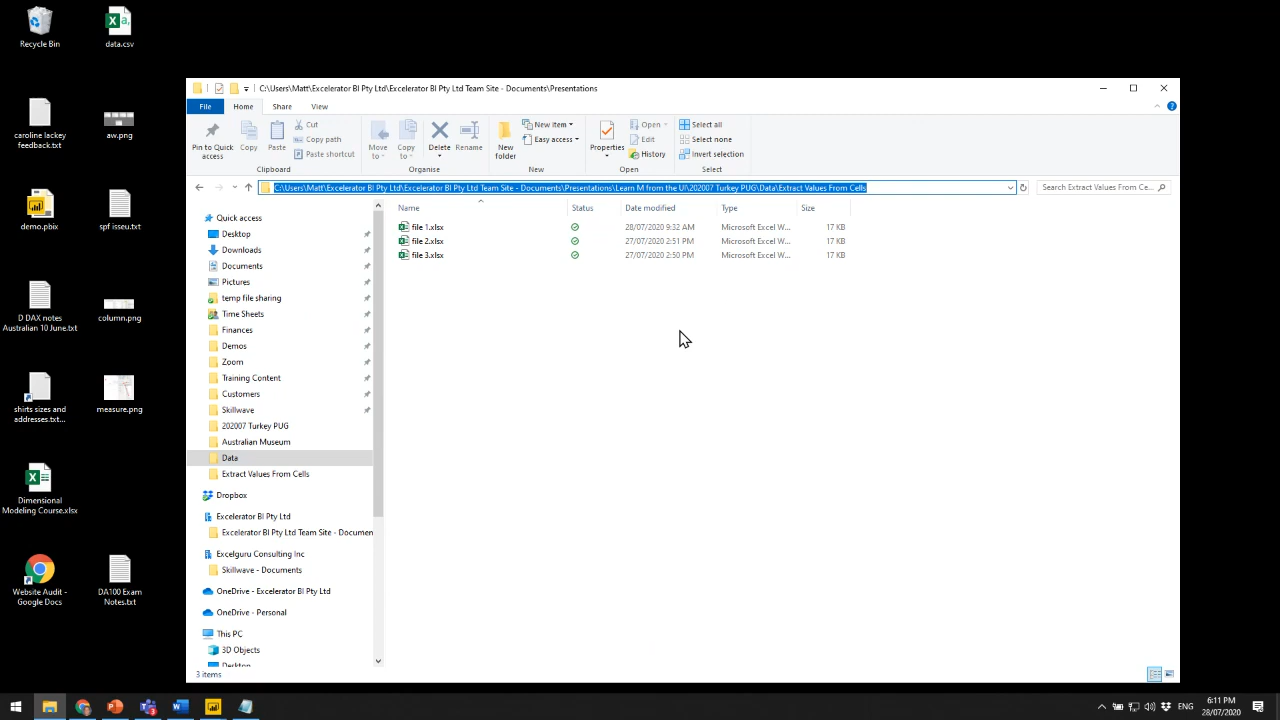 Recycle Bin
data.csv
caroline lackey
feedback.txt
aw.png
demo.pbix
spf isseu.txt
D DAX notes
Australian 10 June.txt
column.png
shirts sizes and
addresses.txt...
measure.png
Dimensional
Modeling Course.xlsx
Website Audit -
Google Docs
DA100 Exam
Notes.txt
C:\Users\Matt\Excelerator BI Pty Ltd\Excelerator BI Pty Ltd Team Site - Documents\Presentations
File Home Share View
Pin to Quick
access
Copy
Paste
Cut
Copy path
Paste shortcut
Clipboard
Move
to
Copy
to
Delete
Rename
Organise
New
folder
New item
Easy access
New
Properties
Open
Edit
History
Open
Select all
Select none
Invert selection
Select
C:\Users\Matt\Excelerator BI Pty Ltd\Excelerator BI Pty Ltd Team Site - Documents\Presentations\Learn M from the UI\202007 Turkey PUG\Data\Extract Values From Cells
Search Extract Values From Ce...
Quick access
Desktop
Downloads
Documents
Pictures
temp file sharing
Time Sheets
Finances
Demos
Zoom
Training Content
Customers
Skillwave
202007 Turkey PUG
Australian Museum
Data
Extract Values From Cells
Dropbox
Excelerator BI Pty Ltd
Excelerator BI Pty Ltd Team Site - Documen
Excelguru Consulting Inc
Skillwave - Documents
OneDrive - Excelerator BI Pty Ltd
OneDrive - Personal
This PC
3D Objects
Desktop
Name Status Date modified Type Size
file 1.xlsx 28/07/2020 9:32 AM Microsoft Excel W... 17 KB
file 2.xlsx 27/07/2020 2:51 PM Microsoft Excel W... 17 KB
file 3.xlsx 27/07/2020 2:50 PM Microsoft Excel W... 17 KB
3 items
ENG
6:11 PM
28/07/2020